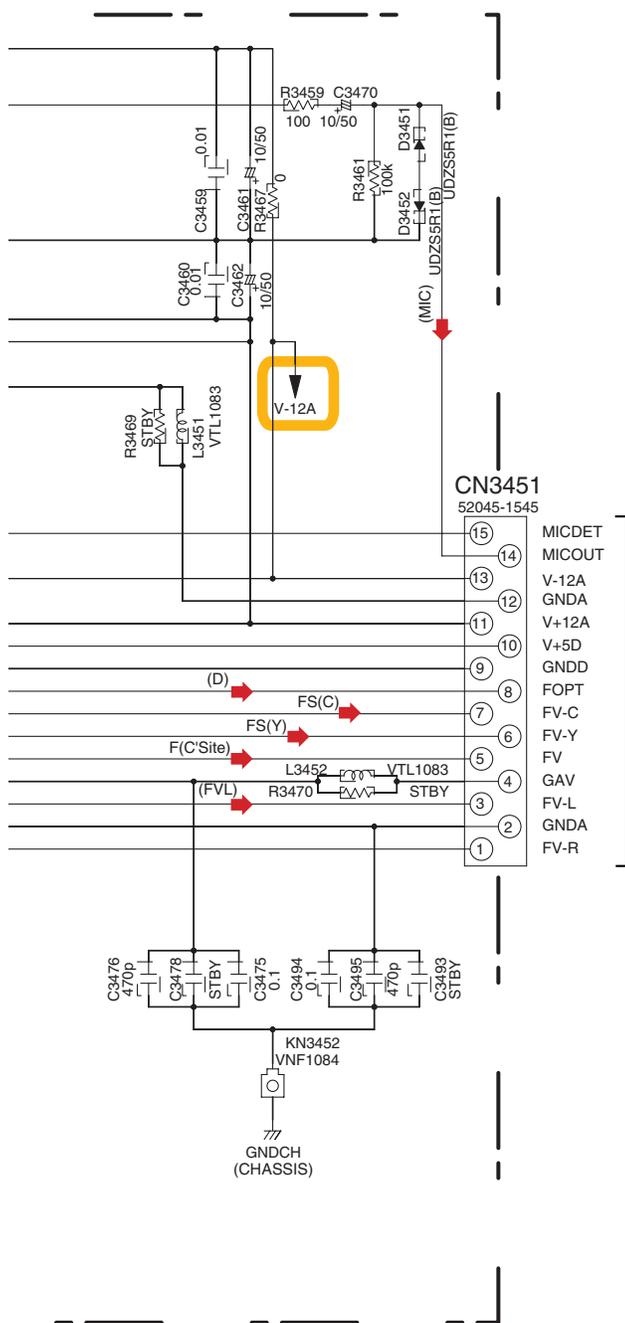 R3459 C3470
100 10/50
C3459
0.01
C3461
10/50
R3467
0
R3461
100k
D3451
UDZS5R1(B)
D3452
UDZS5R1(B)
C3460
0.01
C3462
10/50
(MIC)
V-12A
R3469
STBY
L3451
VTL1083
CN3451
52045-1545
15 MICDET
14 MICOUT
13 V-12A
12 GNDA
11 V+12A
10 V+5D
9 GNDD
(D) 8 FOPT
FS(C) 7 FV-C
FS(Y) 6 FV-Y
F(C'Site) 5 FV
L3452 VTL1083
4 GAV
R3470 STBY
(FVL) 3 FV-L
2 GNDA
1 FV-R
C3476
470p
C3478
STBY
C3475
0.1
C3494
0.1
C3495
470p
C3493
STBY
KN3452
VNF1084
GNDCH
(CHASSIS)